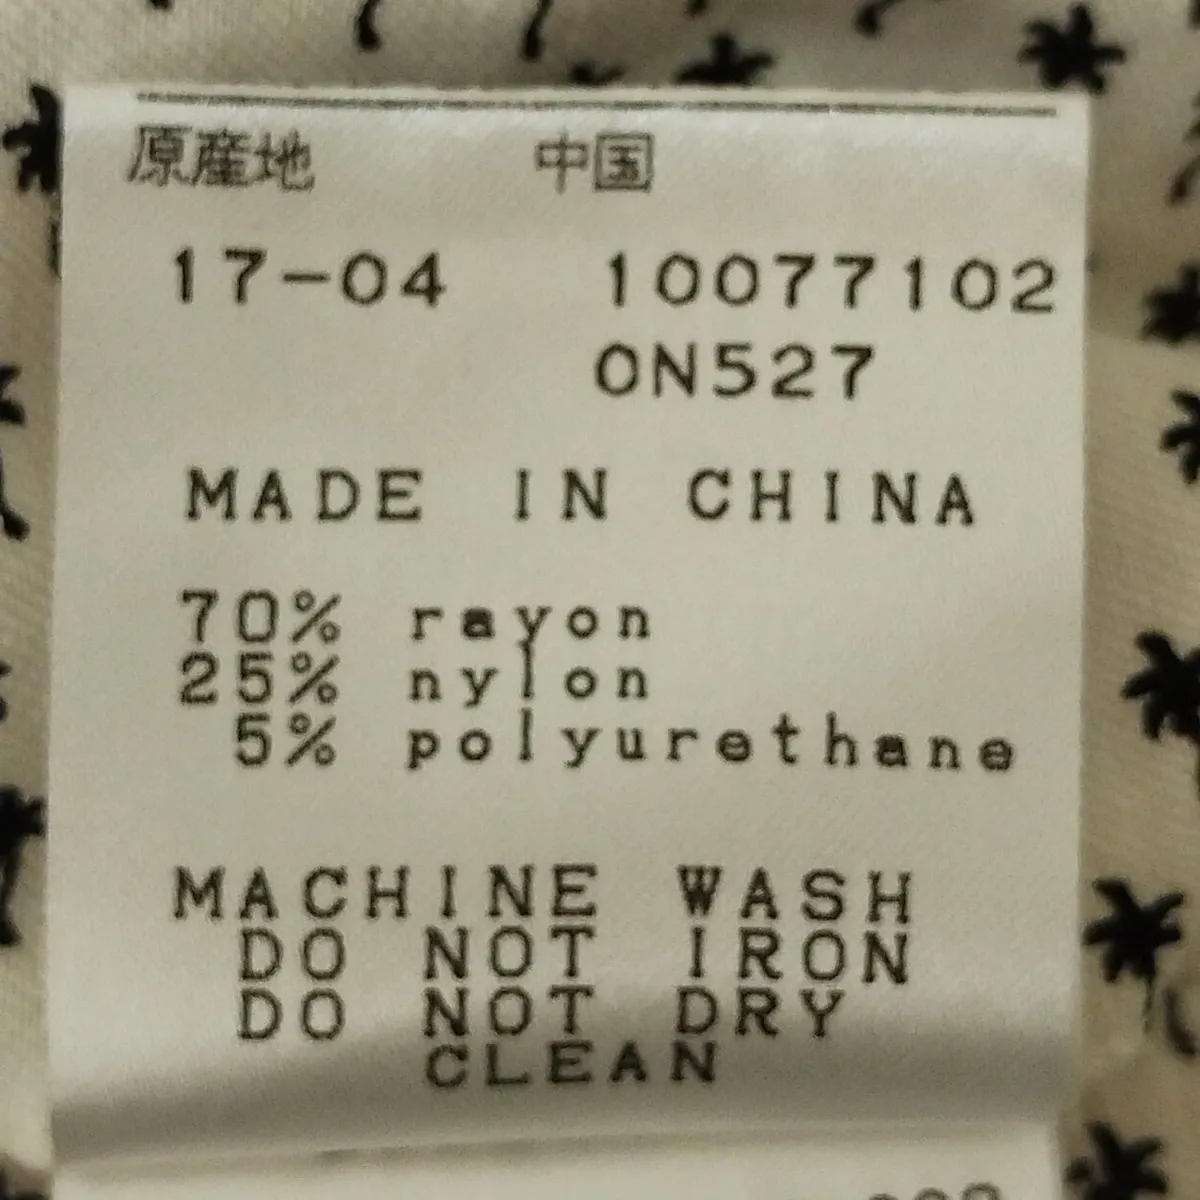 原産地 中国
17-04 10077102
0N527
MADE IN CHINA
70% rayon
25% nylon
5% polyurethane
MACHINE WASH
DO NOT IRON
DO NOT DRY
CLEAN